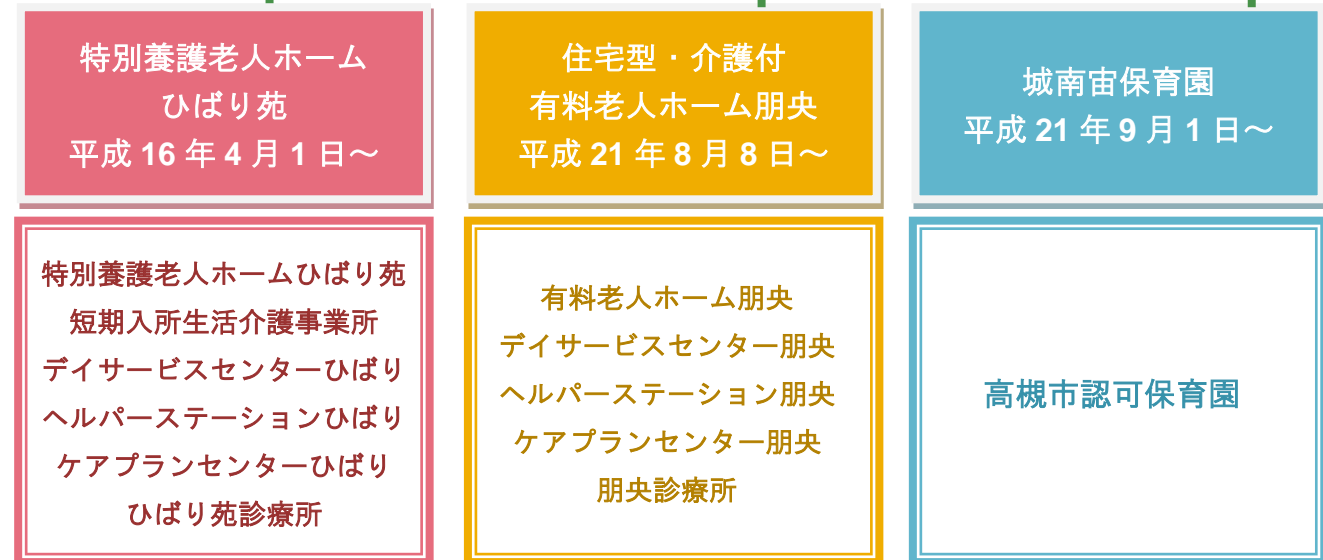 特別養護老人ホーム
ひばり苑
平成 16 年 4 月 1 日～
住宅型・介護付
有料老人ホーム朋央
平成 21 年 8 月 8 日～
城南宙保育園
平成 21 年 9 月 1 日～
特別養護老人ホームひばり苑
短期入所生活介護事業所
デイサービスセンターひばり
ヘルパーステーションひばり
ケアプランセンターひばり
ひばり苑診療所
有料老人ホーム朋央
デイサービスセンター朋央
ヘルパーステーション朋央
ケアプランセンター朋央
朋央診療所
高槻市認可保育園